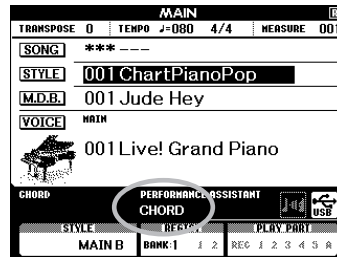 MAIN
TRANSPOSE 0 TEMPO ♩=080 4/4 MEASURE 001
SONG *** ---
STYLE 001 ChartPianoPop
M.D.B. 001 Jude Hey
VOICE MAIN
001 Live! Grand Piano
CHORD PERFORMANCE ASSISTANT
CHORD
USB
STYLE REGIST PLAY PART
MAIN B BANK:1 1 2 REC 1 2 3 4 5 A